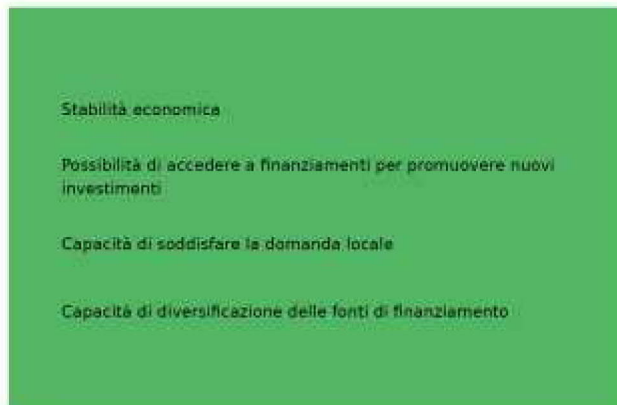 Stabilità economica
Possibilità di accedere a finanziamenti per promuovere nuovi
investimenti
Capacità di soddisfare la domanda locale
Capacità di diversificazione delle fonti di finanziamento